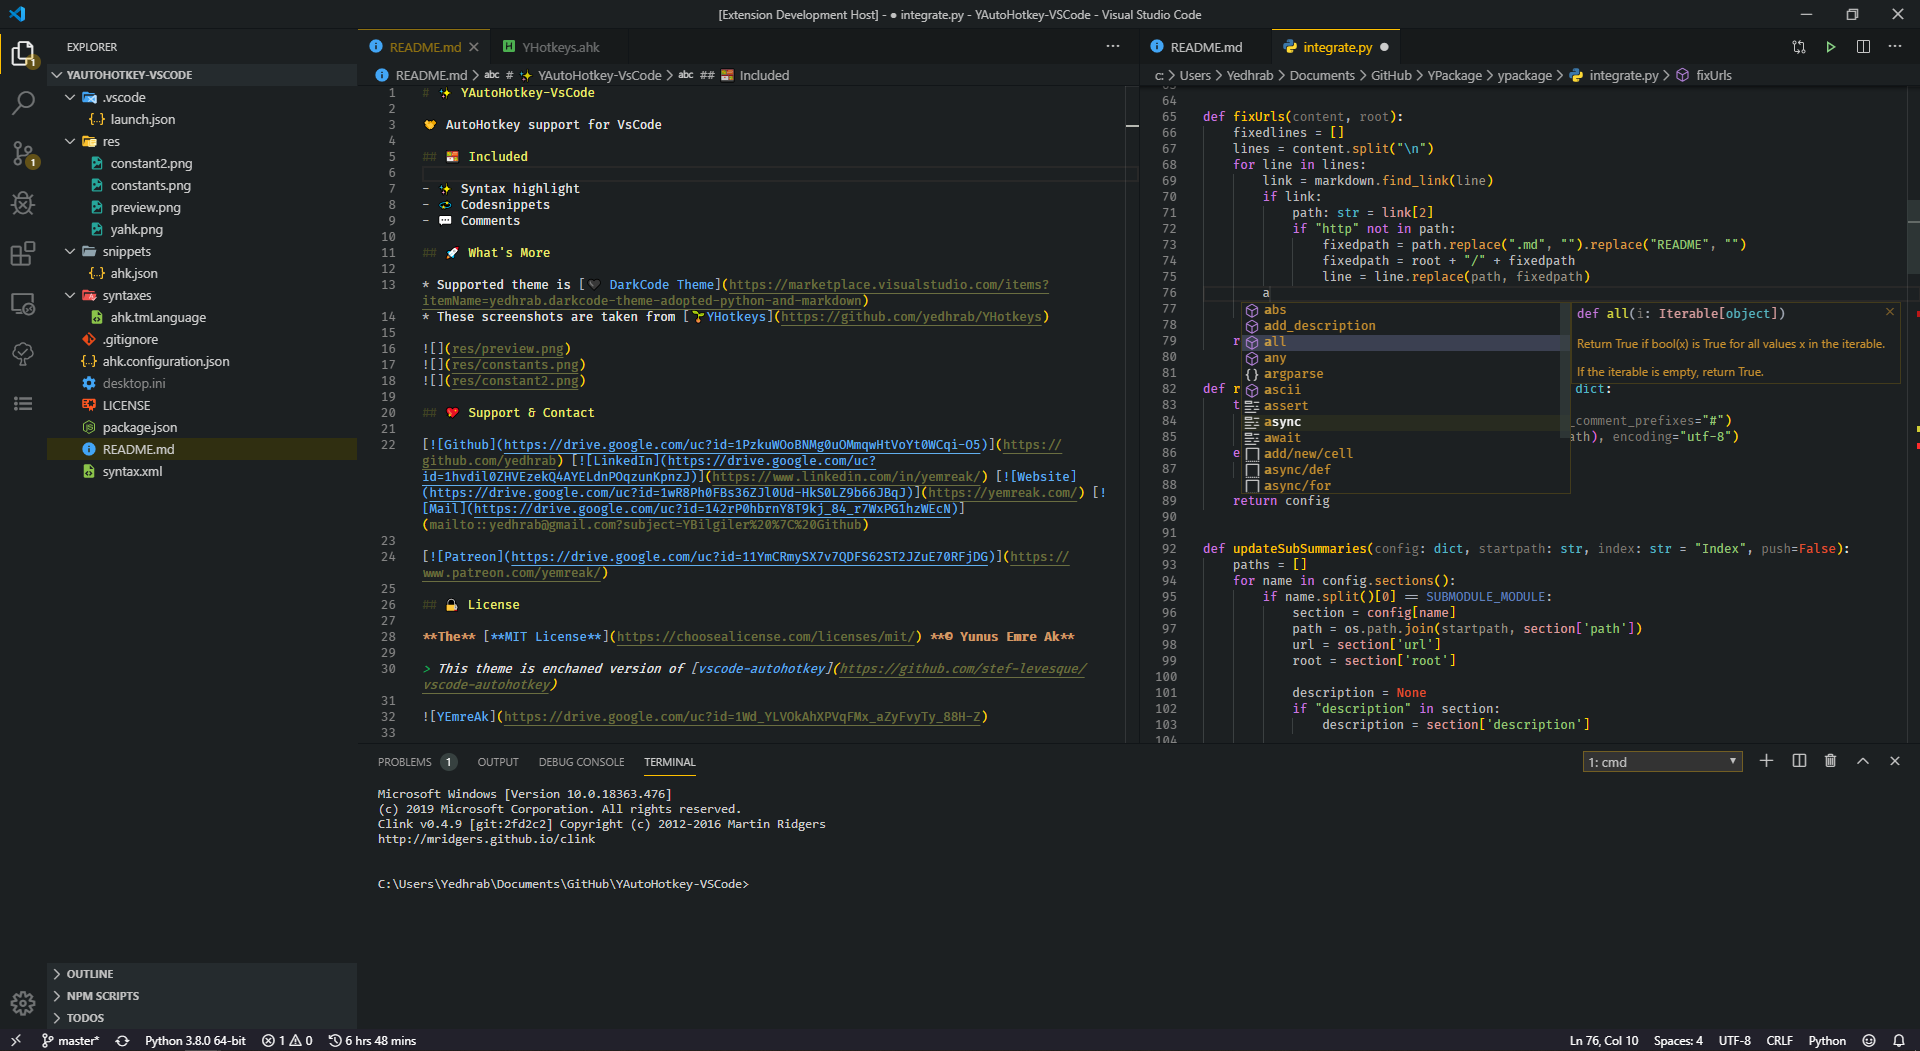 [Extension Development Host] - ● integrate.py - YAutoHotkey-VSCode - Visual Studio Code
EXPLORER
YAUTOHOTKEY-VSCODE
.vscode
launch.json
res
constant2.png
constants.png
preview.png
yahk.png
snippets
ahk.json
syntaxes
ahk.tmLanguage
.gitignore
ahk.configuration.json
desktop.ini
LICENSE
package.json
README.md
syntax.xml
OUTLINE
NPM SCRIPTS
TODOS
README.md YHotkeys.ahk
README.md > abc # ✨ YAutoHotkey-VsCode > abc ## Included
1 # ✨ YAutoHotkey-VsCode
2
3 AutoHotkey support for VsCode
4
5 ## Included
6
7 - ✨ Syntax highlight
8 - Codesnippets
9 - 💬 Comments
10
11 ## 🚀 What's More
12
13 * Supported theme is [🖤 DarkCode Theme](https://marketplace.visualstudio.com/items?
itemName=yedhrab.darkcode-theme-adopted-python-and-markdown)
14 * These screenshots are taken from [🌱YHotkeys](https://github.com/yedhrab/YHotkeys)
15
16 ![](res/preview.png)
17 ![](res/constants.png)
18 ![](res/constant2.png)
19
20 ## 💖 Support & Contact
21
22 [![Github](https://drive.google.com/uc?id=1PzkuWOoBNMg0uOMmqwHtVoYt0WCqi-O5)](https://
github.com/yedhrab) [![LinkedIn](https://drive.google.com/uc?
id=1hvdil0ZHVEzekQ4AYELdnPOqzunKpnzJ)](https://www.linkedin.com/in/yemreak/) [![Website]
(https://drive.google.com/uc?id=1wR8Ph0FBs36ZJl0Ud-HkS0LZ9b66JBqJ)](https://yemreak.com/) [!
[Mail](https://drive.google.com/uc?id=142rP0hbrnY8T9kj_84_r7WxPG1hzWEcN)]
(mailto::yedhrab@gmail.com?subject=YBilgiler%20%7C%20Github)
23
24 [![Patreon](https://drive.google.com/uc?id=11YmCRmySX7v7QDFS62ST2JZuE70RFjDG)](https://
www.patreon.com/yemreak/)
25
26 ## 🔏 License
27
28 **The** [**MIT License**](https://choosealicense.com/licenses/mit/) **© Yunus Emre Ak**
29
30 > This theme is enchaned version of [vscode-autohotkey](https://github.com/stef-levesque/
vscode-autohotkey)
31
32 ![YEmreAk](https://drive.google.com/uc?id=1Wd_YLVOkAhXPVqFMx_aZyFvyTy_88H-Z)
33
README.md integrate.py ●
c: > Users > Yedhrab > Documents > GitHub > YPackage > ypackage > integrate.py > fixUrls
64
65 def fixUrls(content, root):
66 fixedlines = []
67 lines = content.split("\n")
68 for line in lines:
69 link = markdown.find_link(line)
70 if link:
71 path: str = link[2]
72 if "http" not in path:
73 fixedpath = path.replace(".md", "").replace("README", "")
74 fixedpath = root + "/" + fixedpath
75 line = line.replace(path, fixedpath)
76 a
77
78
79 r
80
81
82 def r dict:
83 t
84 _comment_prefixes="#")
85 ath), encoding="utf-8")
86 e
87
88
89 return config
90
91
92 def updateSubSummaries(config: dict, startpath: str, index: str = "Index", push=False):
93 paths = []
94 for name in config.sections():
95 if name.split()[0] == SUBMODULE_MODULE:
96 section = config[name]
97 path = os.path.join(startpath, section['path'])
98 url = section['url']
99 root = section['root']
100
101 description = None
102 if "description" in section:
103 description = section['description']
104
abs
add_description
all
any
argparse
ascii
assert
async
await
add/new/cell
async/def
async/for
def all(i: Iterable[object])
Return True if bool(x) is True for all values x in the iterable.
If the iterable is empty, return True.
PROBLEMS 1 OUTPUT DEBUG CONSOLE TERMINAL
1: cmd
Microsoft Windows [Version 10.0.18363.476]
(c) 2019 Microsoft Corporation. All rights reserved.
Clink v0.4.9 [git:2fd2c2] Copyright (c) 2012-2016 Martin Ridgers
http://mridgers.github.io/clink
C:\Users\Yedhrab\Documents\GitHub\YAutoHotkey-VSCode>
master* Python 3.8.0 64-bit 1 0 6 hrs 48 mins
Ln 76, Col 10 Spaces: 4 UTF-8 CRLF Python